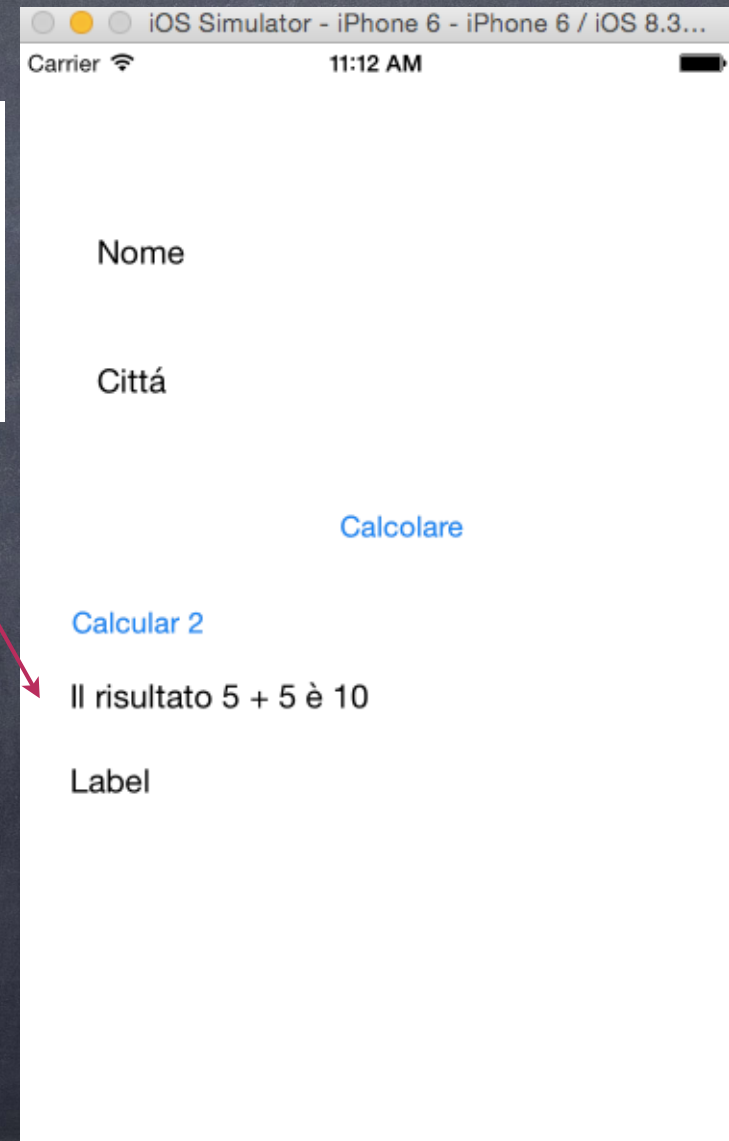 iOS Simulator - iPhone 6 - iPhone 6 / iOS 8.3...
Carrier 11:12 AM
Nome
Cittá
Calcolare
Calcular 2
Il risultato 5 + 5 è 10
Label